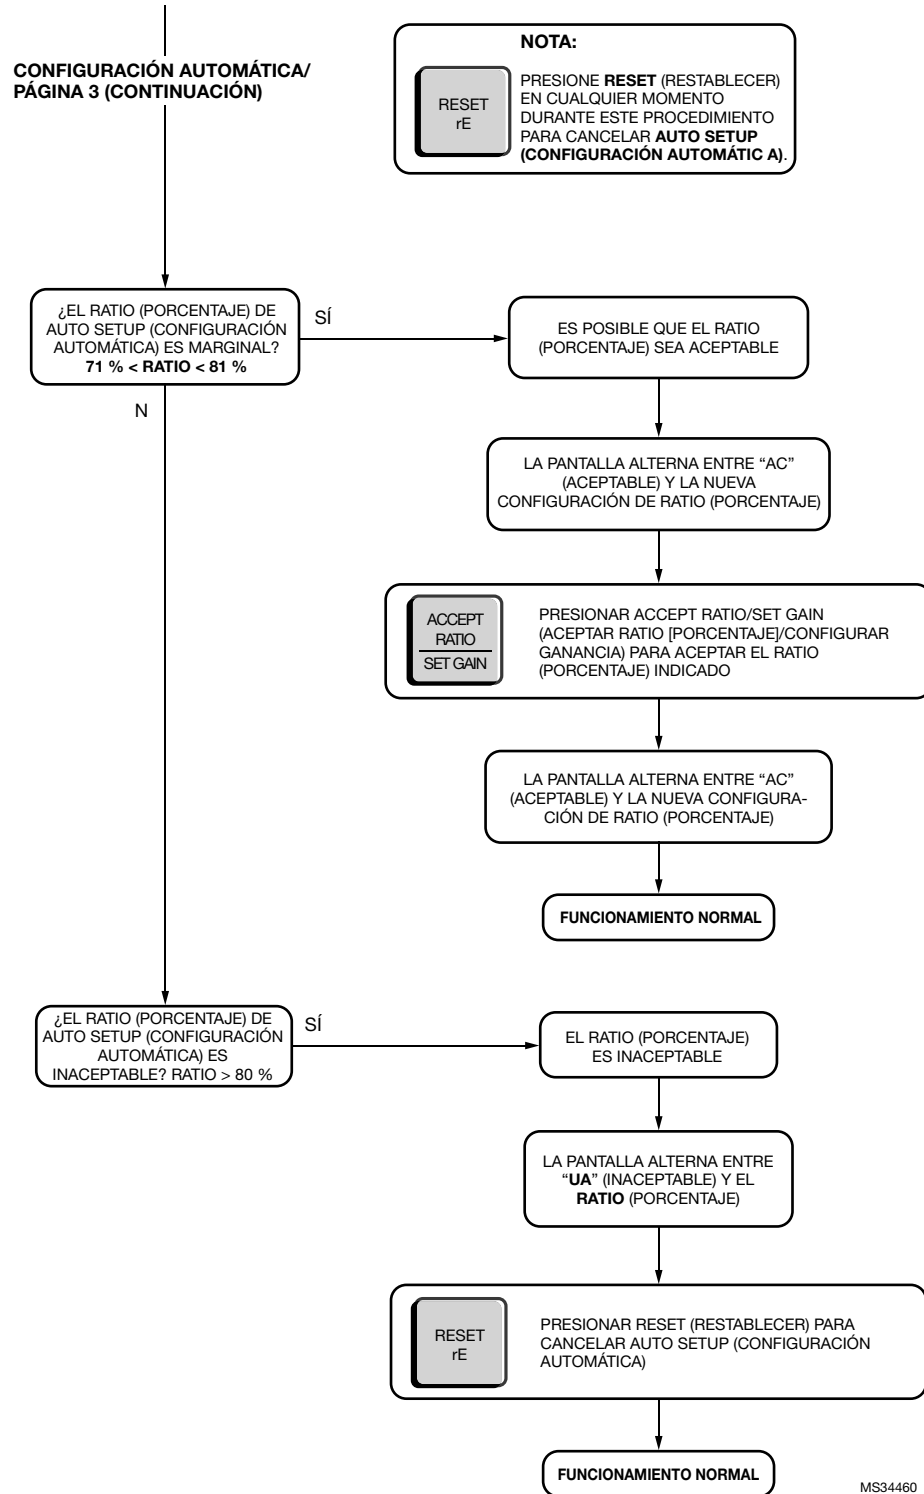 CONFIGURACIÓN AUTOMÁTICA/
PÁGINA 3 (CONTINUACIÓN)
NOTA:
RESET
rE
PRESIONE RESET (RESTABLECER)
EN CUALQUIER MOMENTO
DURANTE ESTE PROCEDIMIENTO
PARA CANCELAR AUTO SETUP
(CONFIGURACIÓN AUTOMÁTIC A).
¿EL RATIO (PORCENTAJE) DE
AUTO SETUP (CONFIGURACIÓN
AUTOMÁTICA) ES MARGINAL?
71 % < RATIO < 81 %
SÍ
ES POSIBLE QUE EL RATIO
(PORCENTAJE) SEA ACEPTABLE
N
LA PANTALLA ALTERNA ENTRE “AC”
(ACEPTABLE) Y LA NUEVA
CONFIGURACIÓN DE RATIO (PORCENTAJE)
ACCEPT
RATIO
SET GAIN
PRESIONAR ACCEPT RATIO/SET GAIN
(ACEPTAR RATIO [PORCENTAJE]/CONFIGURAR
GANANCIA) PARA ACEPTAR EL RATIO
(PORCENTAJE) INDICADO
LA PANTALLA ALTERNA ENTRE “AC”
(ACEPTABLE) Y LA NUEVA CONFIGURA-
CIÓN DE RATIO (PORCENTAJE)
FUNCIONAMIENTO NORMAL
¿EL RATIO (PORCENTAJE) DE
AUTO SETUP (CONFIGURACIÓN
AUTOMÁTICA) ES
INACEPTABLE? RATIO > 80 %
SÍ
EL RATIO (PORCENTAJE)
ES INACEPTABLE
LA PANTALLA ALTERNA ENTRE
“UA” (INACEPTABLE) Y EL
RATIO (PORCENTAJE)
RESET
rE
PRESIONAR RESET (RESTABLECER) PARA
CANCELAR AUTO SETUP (CONFIGURACIÓN
AUTOMÁTICA)
FUNCIONAMIENTO NORMAL
MS34460